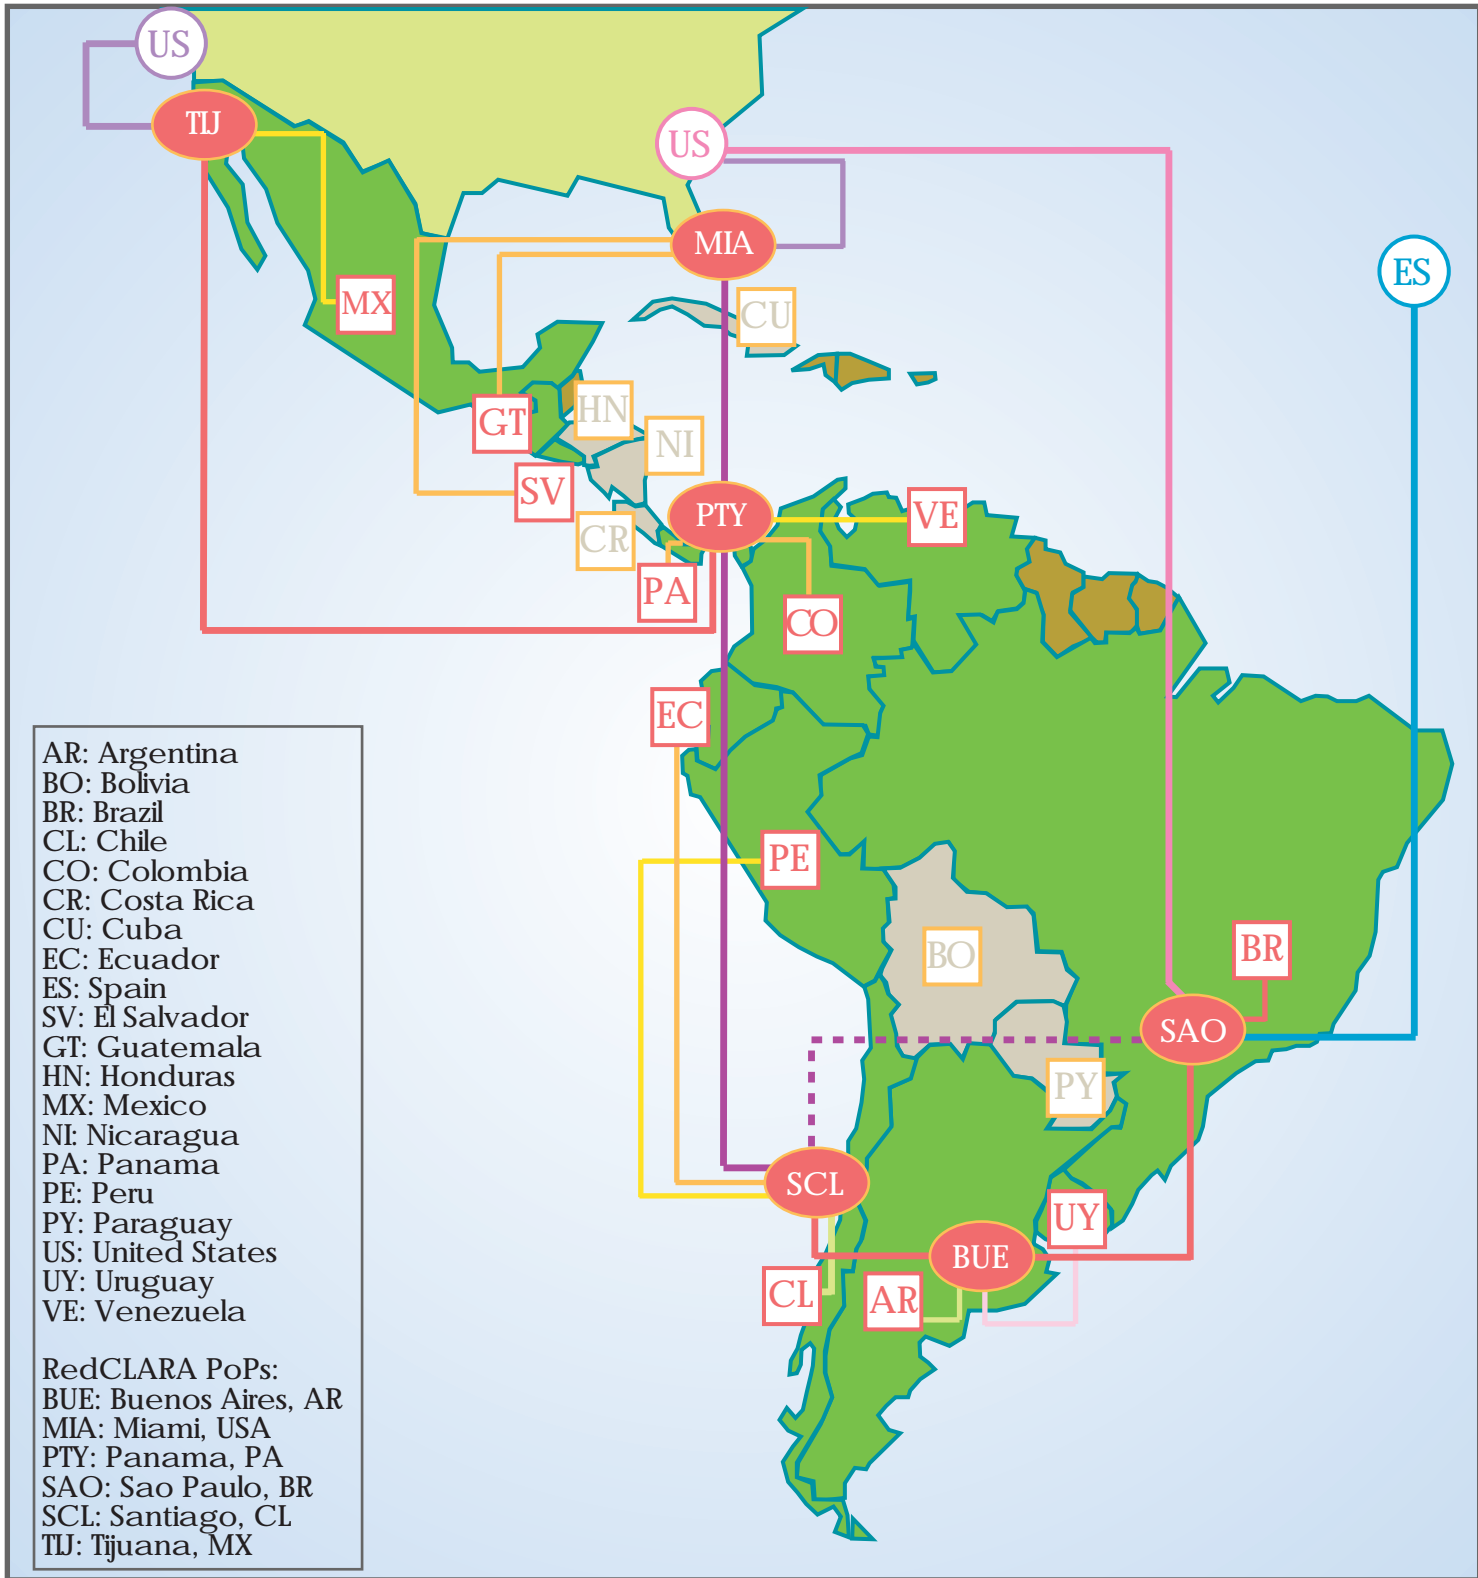 US
TIJ
US
MIA
ES
MX
CU
GT
HN
NI
SV
CR
PTY
VE
PA
CO
EC
PE
BO
BR
SAO
PY
SCL
UY
BUE
CL
AR
AR: Argentina
BO: Bolivia
BR: Brazil
CL: Chile
CO: Colombia
CR: Costa Rica
CU: Cuba
EC: Ecuador
ES: Spain
SV: El Salvador
GT: Guatemala
HN: Honduras
MX: Mexico
NI: Nicaragua
PA: Panama
PE: Peru
PY: Paraguay
US: United States
UY: Uruguay
VE: Venezuela
RedCLARA PoPs:
BUE: Buenos Aires, AR
MIA: Miami, USA
PTY: Panama, PA
SAO: Sao Paulo, BR
SCL: Santiago, CL
TIJ: Tijuana, MX